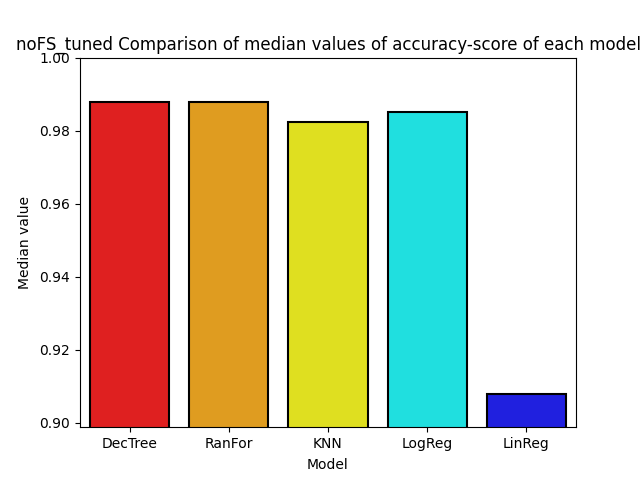 noFS_tuned Comparison of median values of accuracy-score of each model
1.00
0.98
0.96
0.94
0.92
0.90
Median value
DecTree RanFor KNN LogReg LinReg
Model